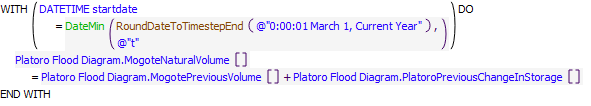 WITH ( DATETIME startdate ) DO
= DateMin ( RoundDateToTimestepEnd ( @"0:00:01 March 1, Current Year" ) ,
@"t" )
Platoro Flood Diagram.MogoteNaturalVolume []
= Platoro Flood Diagram.MogotePreviousVolume [] + Platoro Flood Diagram.PlatoroPreviousChangeInStorage []
END WITH